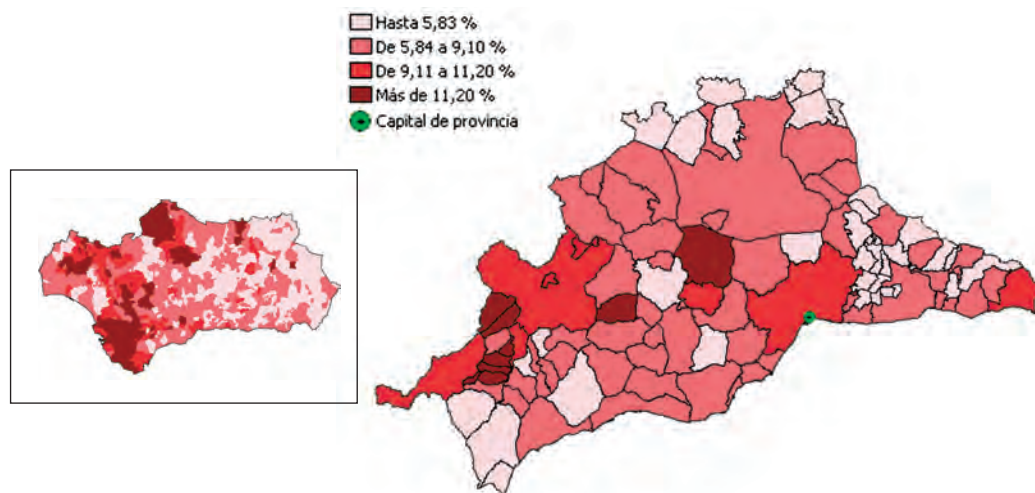 Hasta 5,83 %
De 5,84 a 9,10 %
De 9,11 a 11,20 %
Más de 11,20 %
Capital de provincia